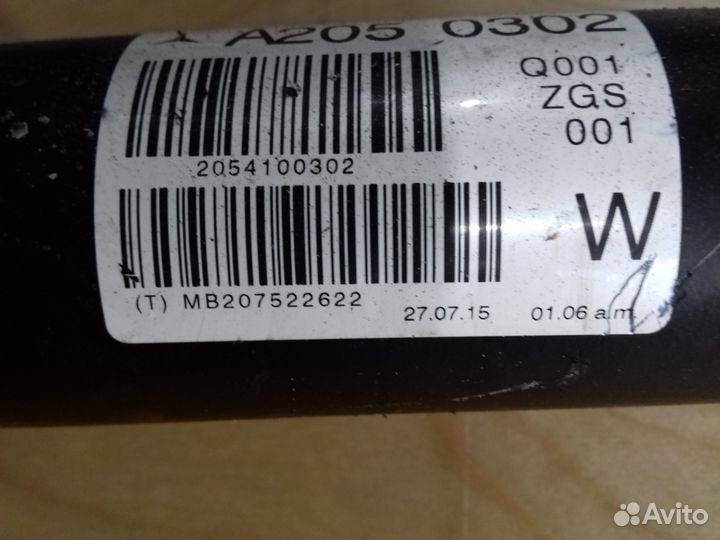 A205 0302
Q001
ZGS
001
2054100302
W
(T) MB207522622
27.07.15
01.06 a.m.
Avito